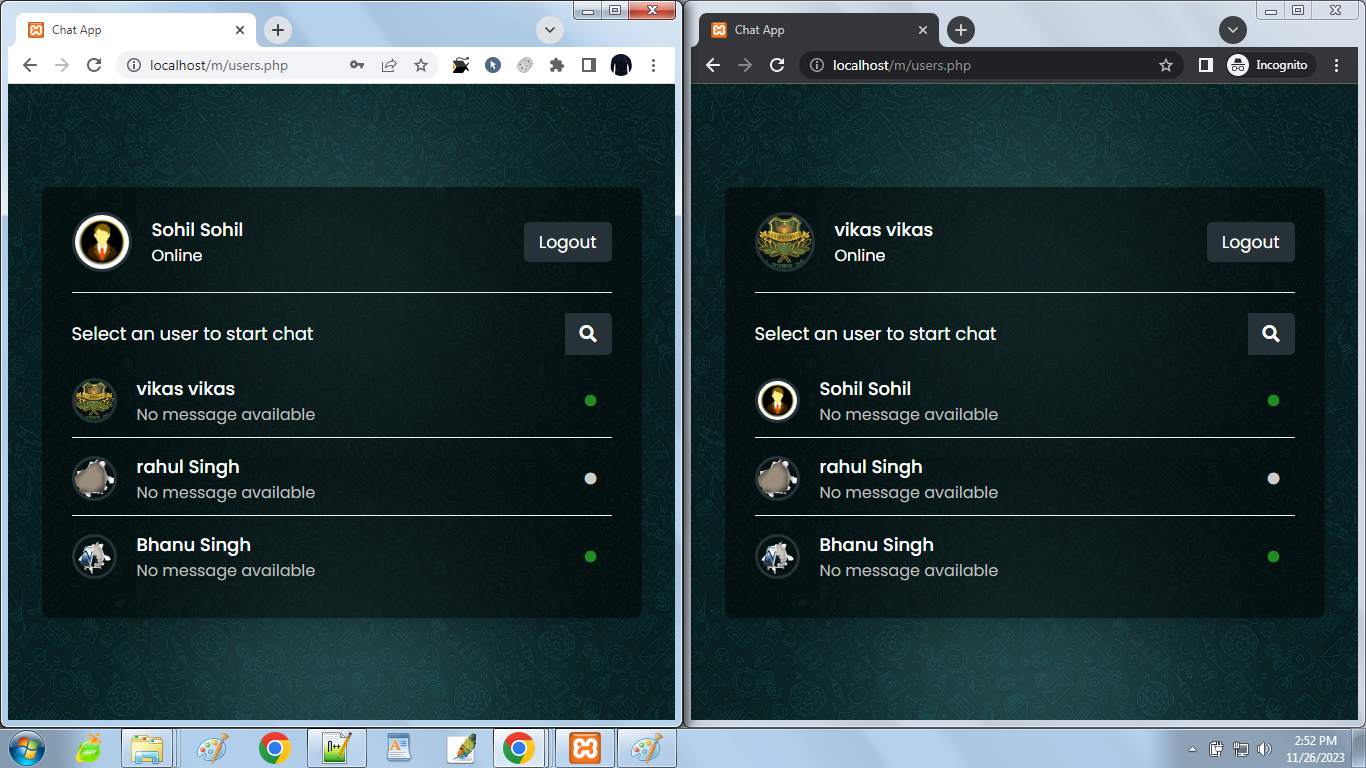 Chat App
localhost/m/users.php
Sohil Sohil
Online
Logout
Select an user to start chat
vikas vikas
No message available
rahul Singh
No message available
Bhanu Singh
No message available
Chat App
localhost/m/users.php
Incognito
vikas vikas
Online
Logout
Select an user to start chat
Sohil Sohil
No message available
rahul Singh
No message available
Bhanu Singh
No message available
2:52 PM
11/26/2023